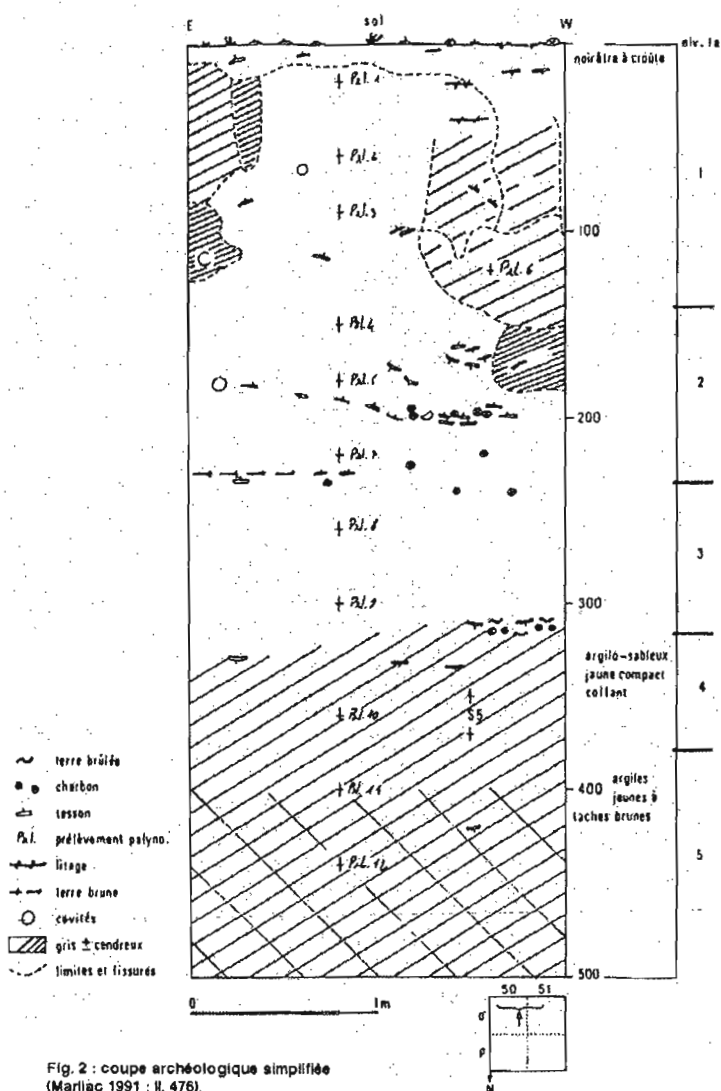 E sol W
niv. Ia
noirâtre à croûte
Pal. 1
Pal. 2
1
Pal. 3
100
Pal. 6
Pal. 4
Pal. 5
2
200
Pal. 7
Pal. 8
3
Pal. 9
300
argilo-sableux
jaune compact
collant
4
Pal. 10
S5
400
argiles
jaunes à
taches brunes
Pal. 11
5
Pal. 12
500
terre brûlée
charbon
tesson
Pal. prélèvement palyno.
litage
terre brune
cavités
gris ± cendreux
limites et fissures
0 1m
50 51
N
Fig. 2 : coupe archéologique simplifiée
(Marliac 1991 : II, 476).